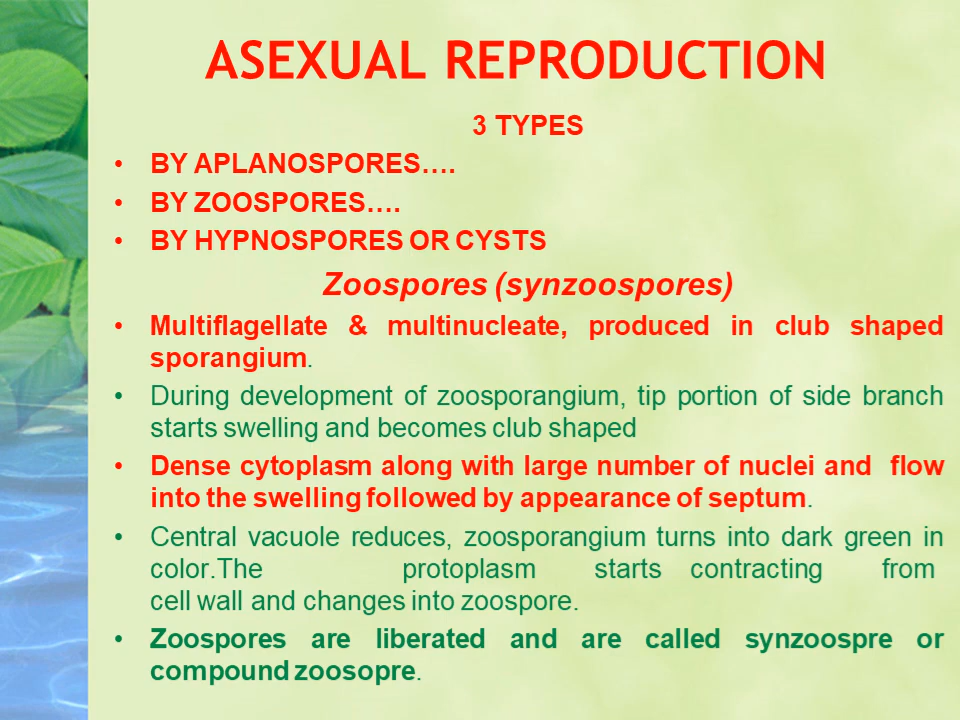 ASEXUAL REPRODUCTION
3 TYPES
• BY APLANOSPORES….
• BY ZOOSPORES….
• BY HYPNOSPORES OR CYSTS
Zoospores (synzoospores)
• Multiflagellate & multinucleate, produced in club shaped
sporangium.
• During development of zoosporangium, tip portion of side branch
starts swelling and becomes club shaped
• Dense cytoplasm along with large number of nuclei and flow
into the swelling followed by appearance of septum.
• Central vacuole reduces, zoosporangium turns into dark green in
color.The protoplasm starts contracting from
cell wall and changes into zoospore.
• Zoospores are liberated and are called synzoospre or
compound zoosopre.